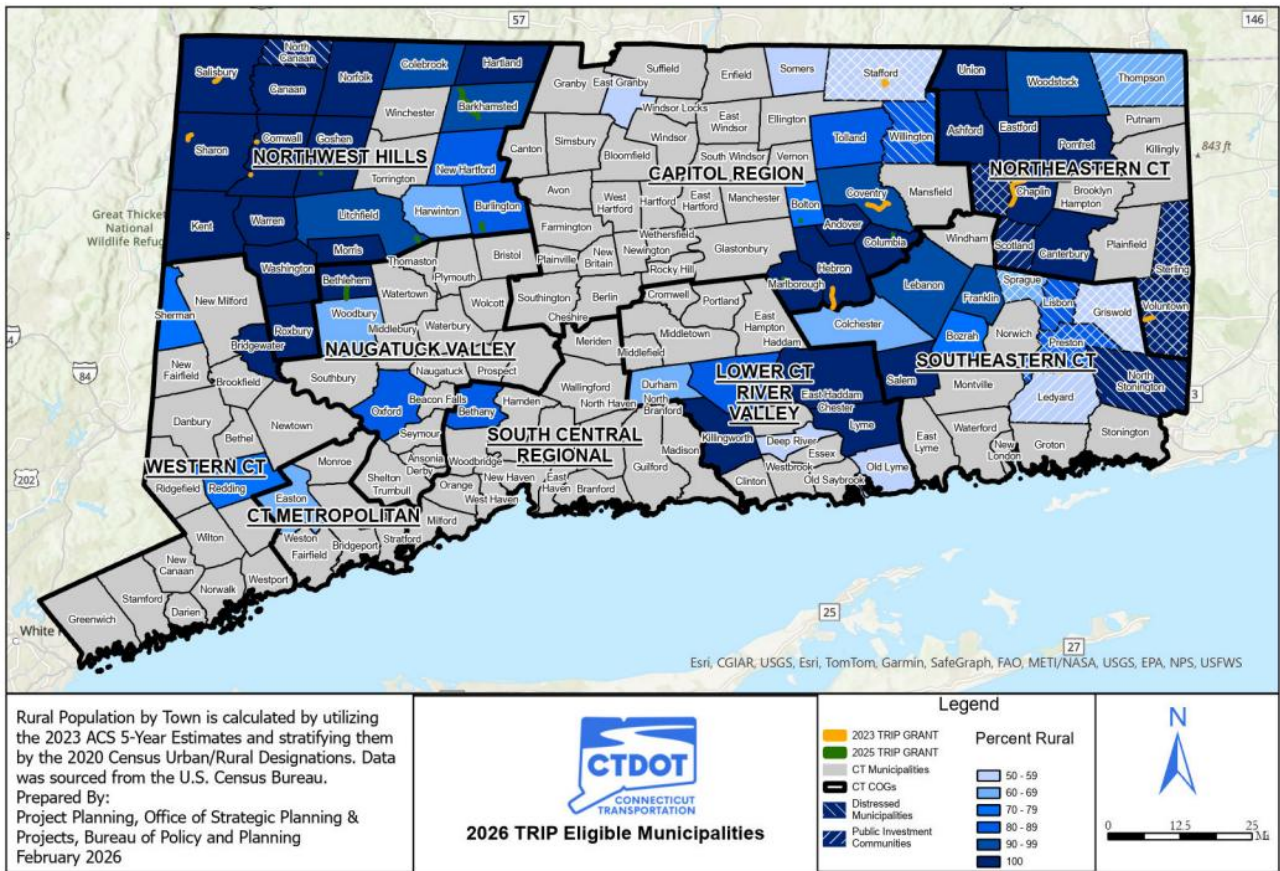 57
146
North
Canaan
Salisbury
Canaan
Norfolk
Colebrook
Hartland
Granby
East Granby
Suffield
Enfield
Somers
Stafford
Union
Woodstock
Thompson
Winchester
Barkhamsted
Windsor Locks
East
Windsor
Ellington
Tolland
Willington
Ashford
Eastford
Pomfret
Putnam
Killingly
843 ft
Sharon
Cornwall
Goshen
NORTHWEST HILLS
Torrington
New Hartford
Canton
Simsbury
Bloomfield
Windsor
South Windsor
Vernon
CAPITOL REGION
Coventry
Mansfield
NORTHEASTERN CT
Chaplin
Brooklyn
Hampton
Great Thicket
National
Wildlife Refug
Kent
Warren
Litchfield
Harwinton
Burlington
Avon
West
Hartford
Hartford
East
Hartford
Manchester
Bolton
Andover
Columbia
Windham
Scotland
Canterbury
Plainfield
Sterling
Morris
Washington
Bethlehem
Thomaston
Plymouth
Bristol
Farmington
Plainville
New
Britain
Newington
Wethersfield
Rocky Hill
Glastonbury
Marlborough
Hebron
Lebanon
Franklin
Sprague
Lisbon
Griswold
Voluntown
Sherman
New Milford
Roxbury
Bridgewater
Woodbury
Watertown
Wolcott
Middlebury
Waterbury
NAUGATUCK VALLEY
Southington
Berlin
Cheshire
Cromwell
Portland
Middletown
East
Hampton
Haddam
Colchester
Bozrah
Norwich
Preston
SOUTHEASTERN CT
North
Stonington
84
New
Fairfield
Brookfield
Southbury
Naugatuck
Prospect
Meriden
Middlefield
Wallingford
Durham
LOWER CT
RIVER
VALLEY
East Haddam
Chester
Lyme
Salem
Montville
Ledyard
3
Danbury
Bethel
Newtown
Oxford
Beacon Falls
Bethany
Hamden
North Haven
North
Branford
SOUTH CENTRAL
REGIONAL
Killingworth
Deep River
Essex
East
Lyme
Waterford
New
London
Groton
Stonington
202
WESTERN CT
Ridgefield
Redding
Monroe
Seymour
Ansonia
Derby
Shelton
Trumbull
Woodbridge
Orange
New Haven
West Haven
East
Haven
Branford
Guilford
Madison
Clinton
Westbrook
Old Saybrook
Old Lyme
Easton
CT METROPOLITAN
Wilton
Weston
Fairfield
Bridgeport
Stratford
Milford
New
Canaan
Westport
Norwalk
Darien
Stamford
Greenwich
25
27
Esri, CGIAR, USGS, Esri, TomTom, Garmin, SafeGraph, FAO, METI/NASA, USGS, EPA, NPS, USFWS
Rural Population by Town is calculated by utilizing
the 2023 ACS 5-Year Estimates and stratifying them
by the 2020 Census Urban/Rural Designations. Data
was sourced from the U.S. Census Bureau.
Prepared By:
Project Planning, Office of Strategic Planning &
Projects, Bureau of Policy and Planning
February 2026
CTDOT
CONNECTICUT
TRANSPORTATION
2026 TRIP Eligible Municipalities
Legend
2023 TRIP GRANT
2025 TRIP GRANT
CT Municipalities
CT COGs
Distressed
Municipalities
Public Investment
Communities
Percent Rural
50 - 59
60 - 69
70 - 79
80 - 89
90 - 99
100
N
0 12.5 25
Mi